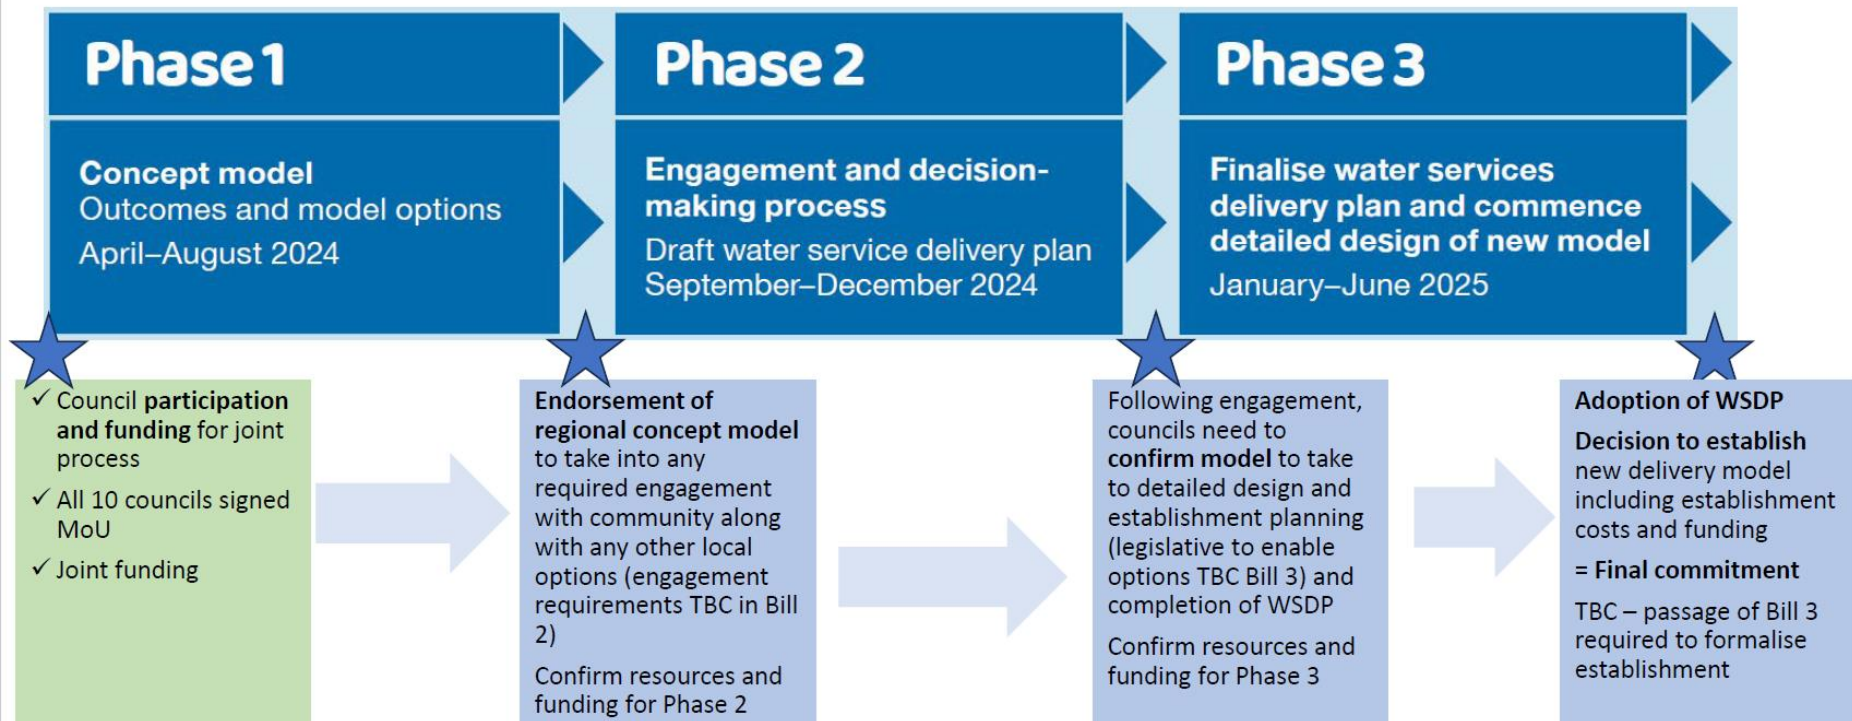 Phase 1
Concept model
Outcomes and model options
April–August 2024
Phase 2
Engagement and decision-
making process
Draft water service delivery plan
September–December 2024
Phase 3
Finalise water services
delivery plan and commence
detailed design of new model
January–June 2025
✓ Council participation
and funding for joint
process
✓ All 10 councils signed
MoU
✓ Joint funding
Endorsement of
regional concept model
to take into any
required engagement
with community along
with any other local
options (engagement
requirements TBC in Bill
2)
Confirm resources and
funding for Phase 2
Following engagement,
councils need to
confirm model to take
to detailed design and
establishment planning
(legislative to enable
options TBC Bill 3) and
completion of WSDP
Confirm resources and
funding for Phase 3
Adoption of WSDP
Decision to establish
new delivery model
including establishment
costs and funding
= Final commitment
TBC – passage of Bill 3
required to formalise
establishment